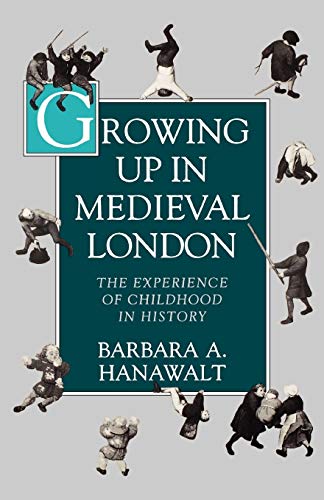 GROWING
UP IN
MEDIEVAL
LONDON
THE EXPERIENCE
OF CHILDHOOD
IN HISTORY
BARBARA A.
HANAWALT